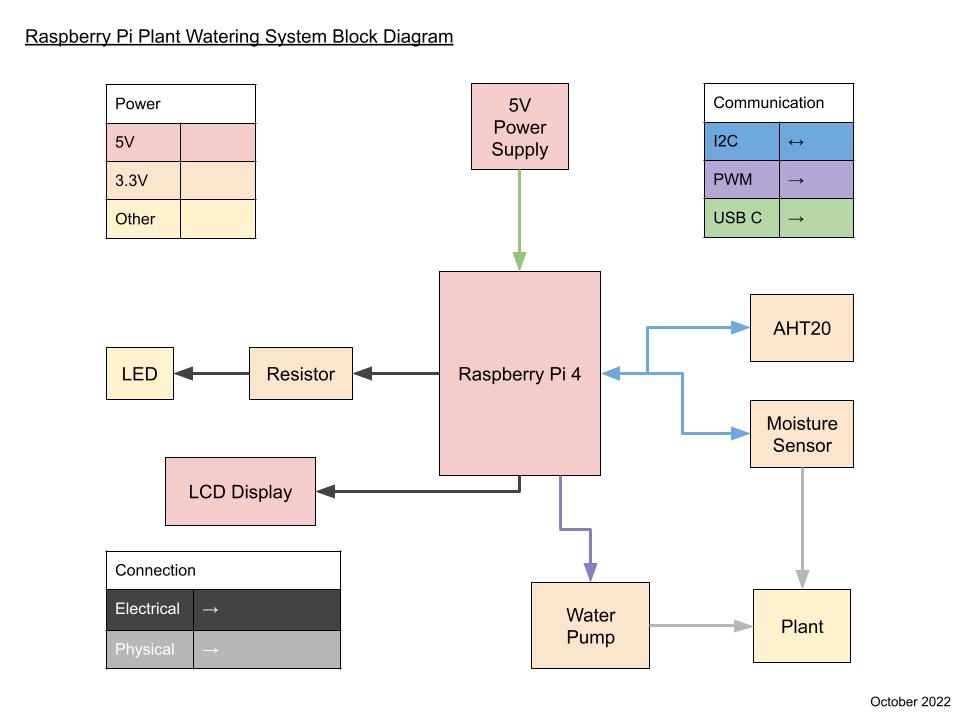 Raspberry Pi Plant Watering System Block Diagram
Power
5V
3.3V
Other
5V
Power
Supply
Communication
I2C ↔
PWM →
USB C →
AHT20
LED
Resistor
Raspberry Pi 4
Moisture
Sensor
LCD Display
Connection
Electrical →
Physical →
Water
Pump
Plant
October 2022